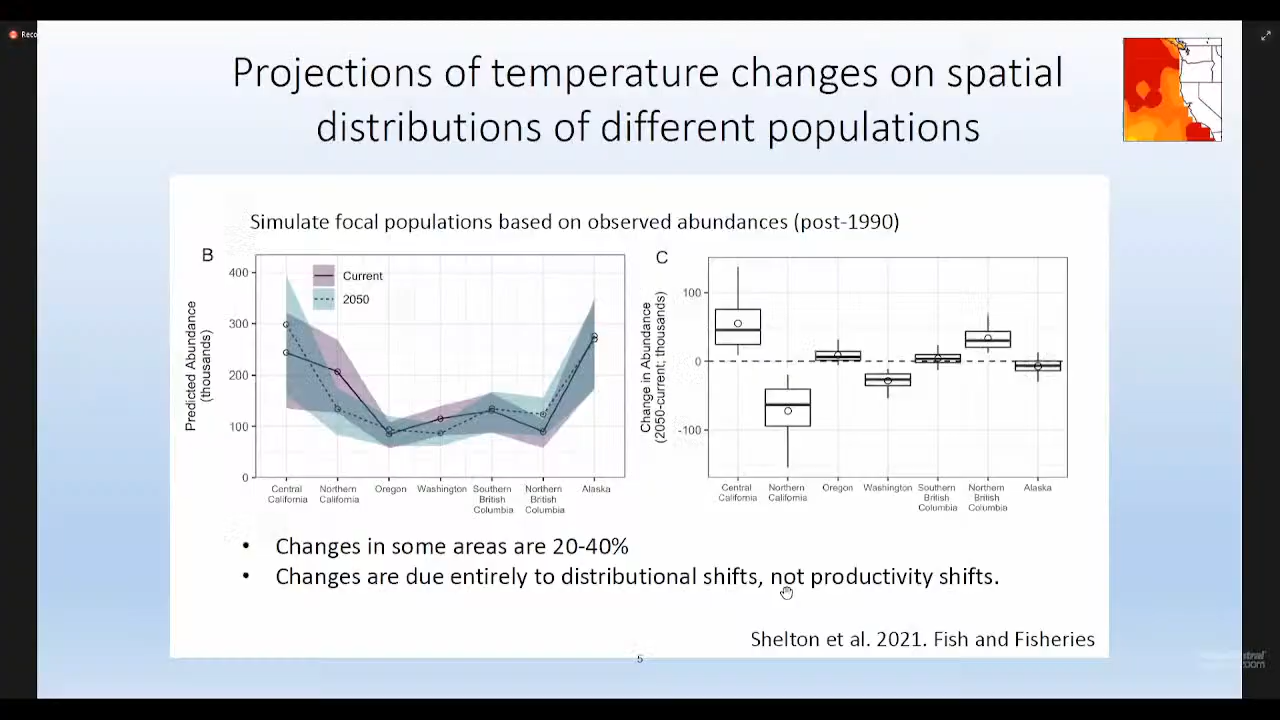 Reco
Projections of temperature changes on spatial
distributions of different populations
Simulate focal populations based on observed abundances (post-1990)
B
Current
2050
400
300
200
100
0
Predicted Abundance
(thousands)
Central
California
Northern
California
Oregon
Washington
Southern
British
Columbia
Northern
British
Columbia
Alaska
C
100
0
-100
Change in Abundance
(2050-current; thousands)
Central
California
Northern
California
Oregon
Washington
Southern
British
Columbia
Northern
British
Columbia
Alaska
• Changes in some areas are 20-40%
• Changes are due entirely to distributional shifts, not productivity shifts.
Shelton et al. 2021. Fish and Fisheries
5